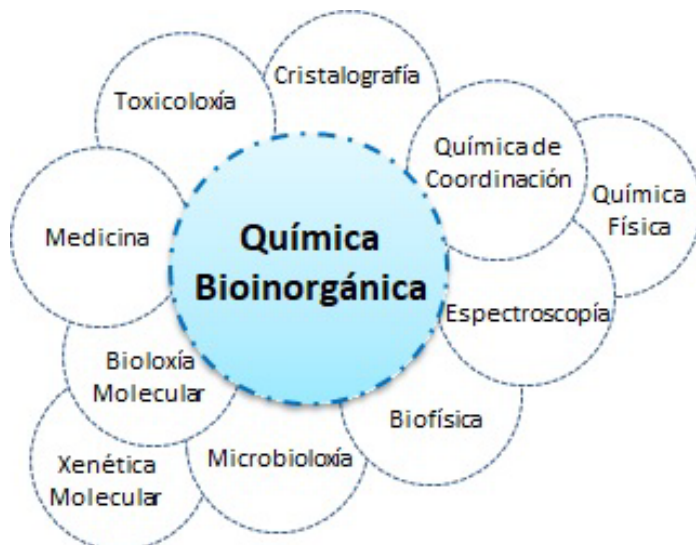 Cristalografía
Toxicoloxía
Química de
Coordinación
Química
Física
Medicina
Química
Bioinorgánica
Espectroscopía
Bioloxía
Molecular
Biofísica
Microbioloxía
Xenética
Molecular